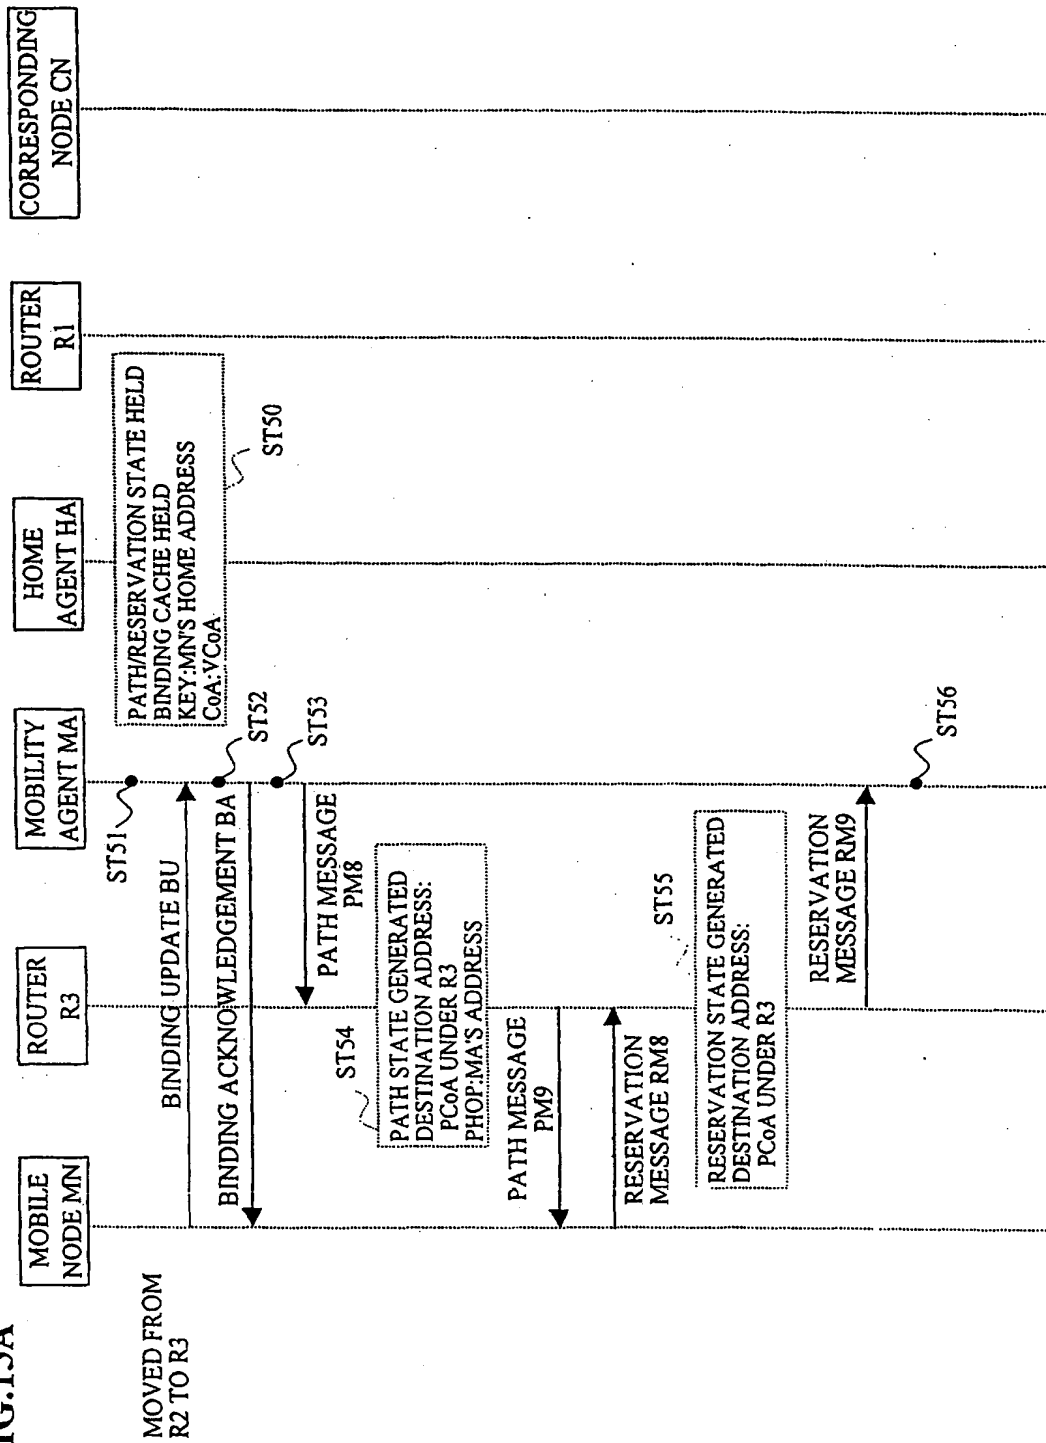 IG.15A
MOBILE
NODE MN
ROUTER
R3
MOBILITY
AGENT MA
HOME
AGENT HA
ROUTER
R1
CORRESPONDING
NODE CN
MOVED FROM
R2 TO R3
ST51
PATH/RESERVATION STATE HELD
BINDING CACHE HELD
KEY:MN'S HOME ADDRESS
CoA:VCoA
ST50
BINDING UPDATE BU
ST52
BINDING ACKNOWLEDGEMENT BA
ST53
PATH MESSAGE
PM8
ST54
PATH STATE GENERATED
DESTINATION ADDRESS:
PCoA UNDER R3
PHOP:MA'S ADDRESS
PATH MESSAGE
PM9
RESERVATION
MESSAGE RM8
ST55
RESERVATION STATE GENERATED
DESTINATION ADDRESS:
PCoA UNDER R3
RESERVATION
MESSAGE RM9
ST56